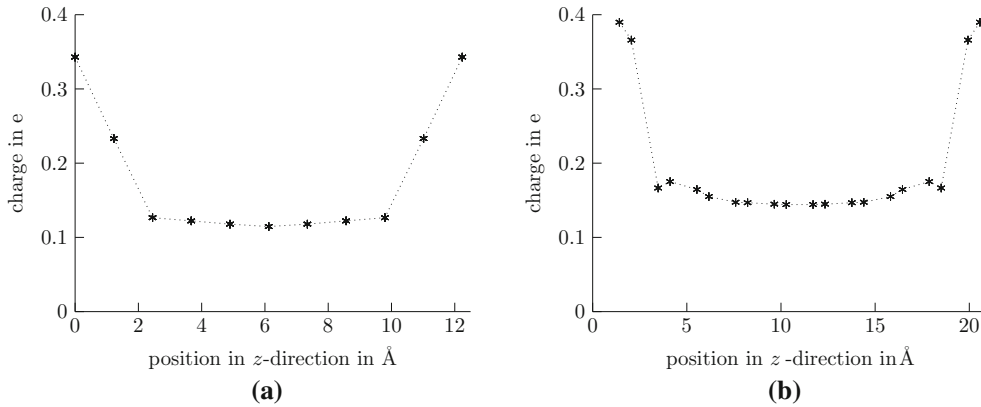 0.4
0.3
0.2
0.1
0
charge in e
0 2 4 6 8 10 12
position in z-direction in Å
(a)
0.4
0.3
0.2
0.1
0
charge in e
0 5 10 15 20
position in z -direction inÅ
(b)